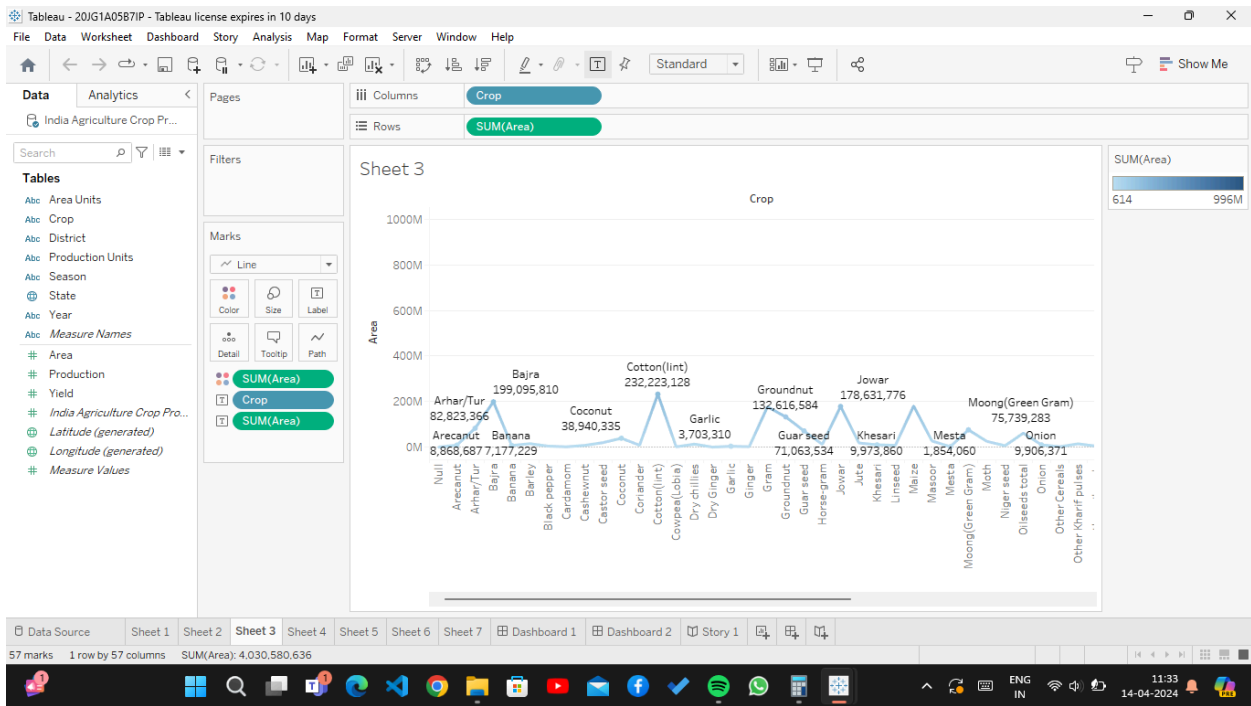 Tableau - 20JG1A05B7IP - Tableau license expires in 10 days
File Data Worksheet Dashboard Story Analysis Map Format Server Window Help
Standard
Show Me
Data Analytics
India Agriculture Crop Pr...
Search
Tables
Abc Area Units
Abc Crop
Abc District
Abc Production Units
Abc Season
State
Abc Year
Abc Measure Names
# Area
# Production
# Yield
# India Agriculture Crop Pro...
Latitude (generated)
Longitude (generated)
# Measure Values
Pages
Filters
Marks
Line
Color Size Label
Detail Tooltip Path
SUM(Area)
Crop
SUM(Area)
Columns Crop
Rows SUM(Area)
Sheet 3
Crop
1000M
800M
600M
400M
200M
0M
Area
Arecanut
8,868,687
Arhar/Tur
82,823,366
Bajra
199,095,810
Banana
7,177,229
Coconut
38,940,335
Cotton(lint)
232,223,128
Garlic
3,703,310
Groundnut
132,616,584
Guar seed
71,063,534
Jowar
178,631,776
Khesari
9,973,860
Mesta
1,854,060
Moong(Green Gram)
75,739,283
Onion
9,906,371
Null
Arecanut
Arhar/Tur
Bajra
Banana
Barley
Black pepper
Cardamom
Cashewnut
Castor seed
Coconut
Coriander
Cotton(lint)
Cowpea(Lobia)
Dry chillies
Dry Ginger
Garlic
Ginger
Gram
Groundnut
Guar seed
Horse-gram
Jowar
Jute
Khesari
Linseed
Maize
Masoor
Mesta
Moong(Green Gram)
Moth
Niger seed
Oilseeds total
Onion
Other Cereals
Other Kharif pulses
SUM(Area)
614 996M
Data Source Sheet 1 Sheet 2 Sheet 3 Sheet 4 Sheet 5 Sheet 6 Sheet 7 Dashboard 1 Dashboard 2 Story 1
57 marks 1 row by 57 columns SUM(Area): 4,030,580,636
ENG
IN
11:33
14-04-2024